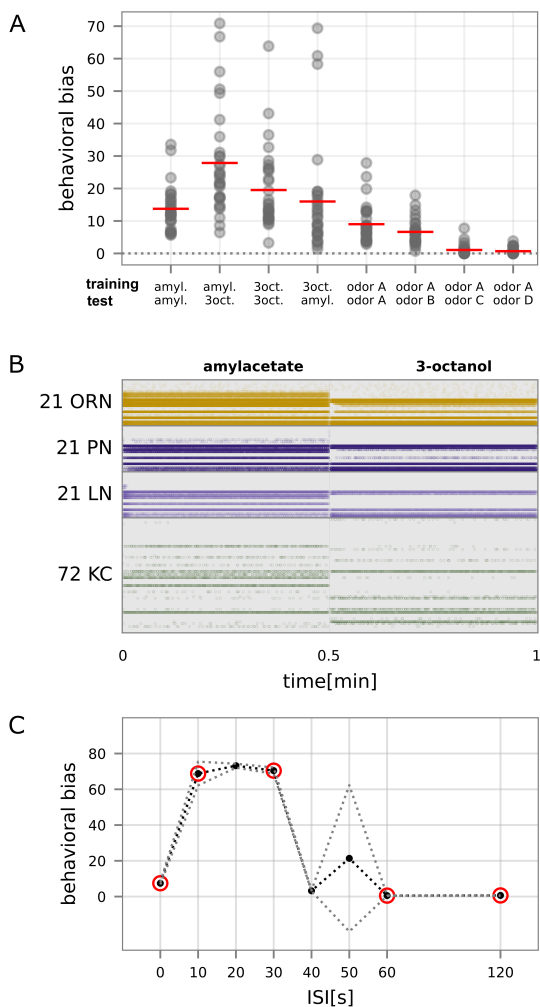 A
behavioral bias
70
60
50
40
30
20
10
0
training amyl. amyl. 3oct. 3oct. odor A odor A odor A odor A
test amyl. 3oct. 3oct. amyl. odor A odor B odor C odor D
B
amylacetate 3-octanol
21 ORN
21 PN
21 LN
72 KC
0 0.5 1
time[min]
C
behavioral bias
80
60
40
20
0
0 10 20 30 40 50 60 120
ISI[s]